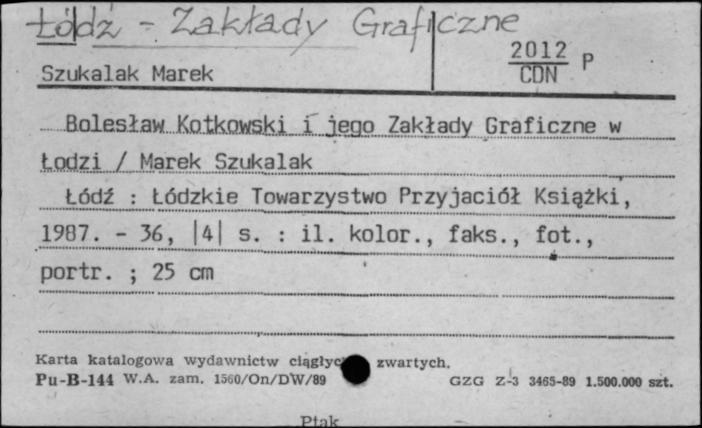 Łódź - Zakłady Graficzne
Szukalak Marek
2012 P
CDN
Bolesław Kotkowski i jego Zakłady Graficzne w
Łodzi / Marek Szukalak
Łódź : Łódzkie Towarzystwo Przyjaciół Książki,
1987. - 36, |4| s. : il. kolor., faks., fot.,
portr. ; 25 cm
Karta katalogowa wydawnictw zwartych.
Pu-B-144 W.A. zam. 1560/On/DW/89 GZG Z-3 3465-89 1.500.000 szt.
Ptak